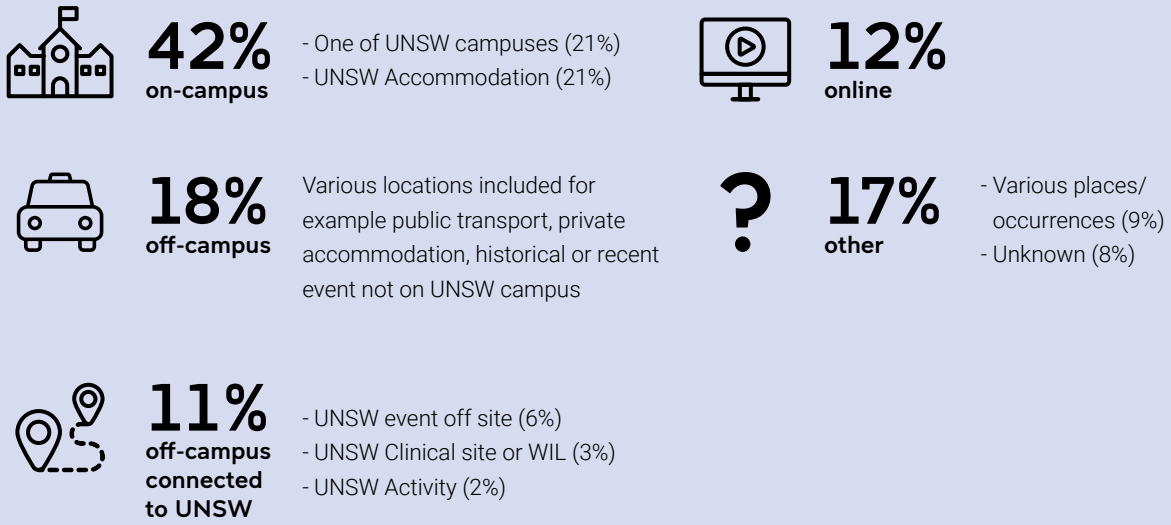 42%
on-campus
- One of UNSW campuses (21%)
- UNSW Accommodation (21%)
12%
online
18%
off-campus
Various locations included for
example public transport, private
accommodation, historical or recent
event not on UNSW campus
?
17%
other
- Various places/
occurrences (9%)
- Unknown (8%)
11%
off-campus
connected
to UNSW
- UNSW event off site (6%)
- UNSW Clinical site or WIL (3%)
- UNSW Activity (2%)